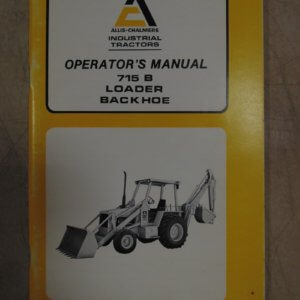 ALLIS-CHALMERS
INDUSTRIAL
TRACTORS
OPERATOR'S MANUAL
715 B
LOADER
BACKHOE